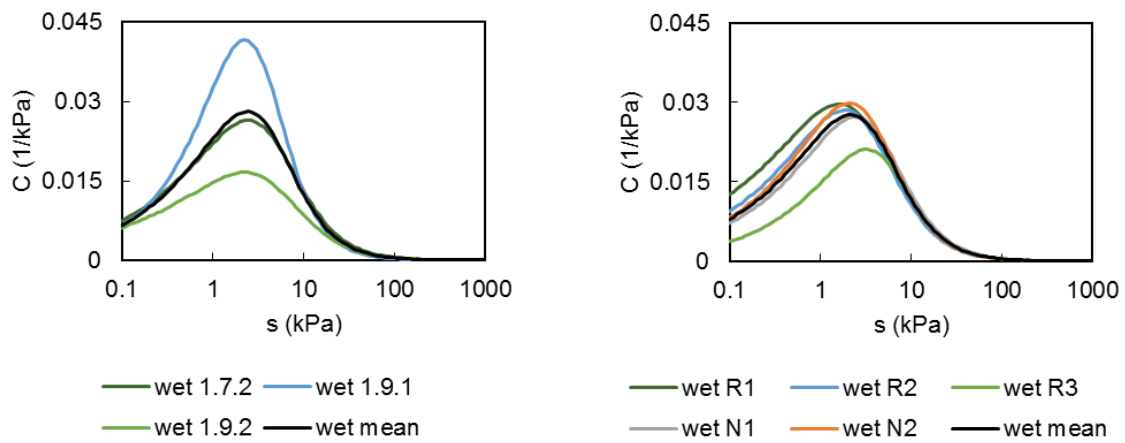 0.045
0.03
0.015
0
C (1/kPa)
0.1 1 10 100 1000
s (kPa)
wet 1.7.2 wet 1.9.1
wet 1.9.2 wet mean
0.045
0.03
0.015
0
C (1/kPa)
0.1 1 10 100 1000
s (kPa)
wet R1 wet R2 wet R3
wet N1 wet N2 wet mean